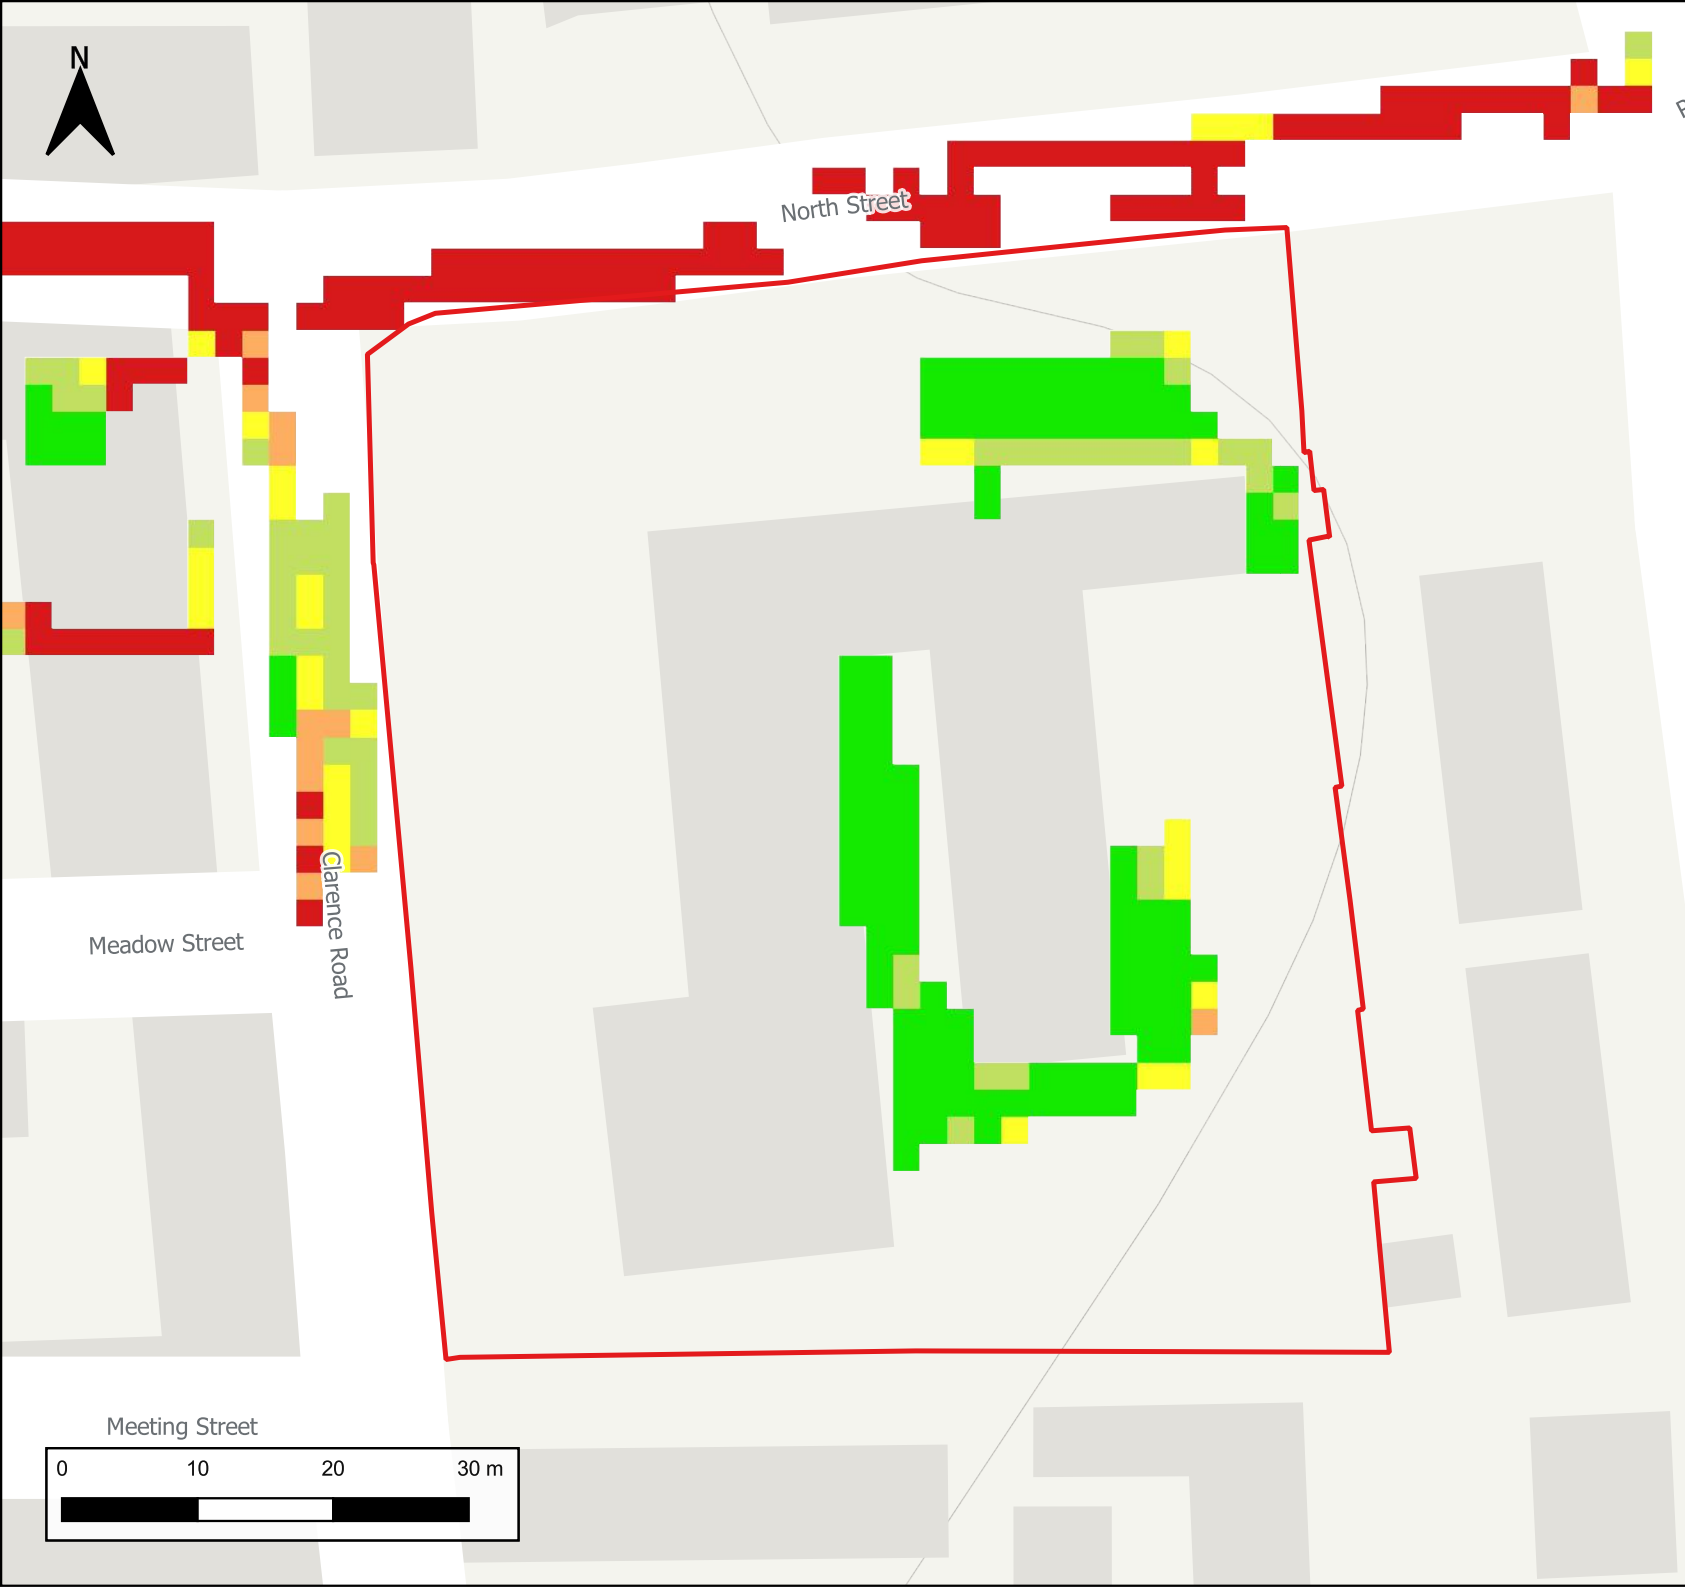 N
North Street
Clarence Road
Meadow Street
Meeting Street
0 10 20 30 m